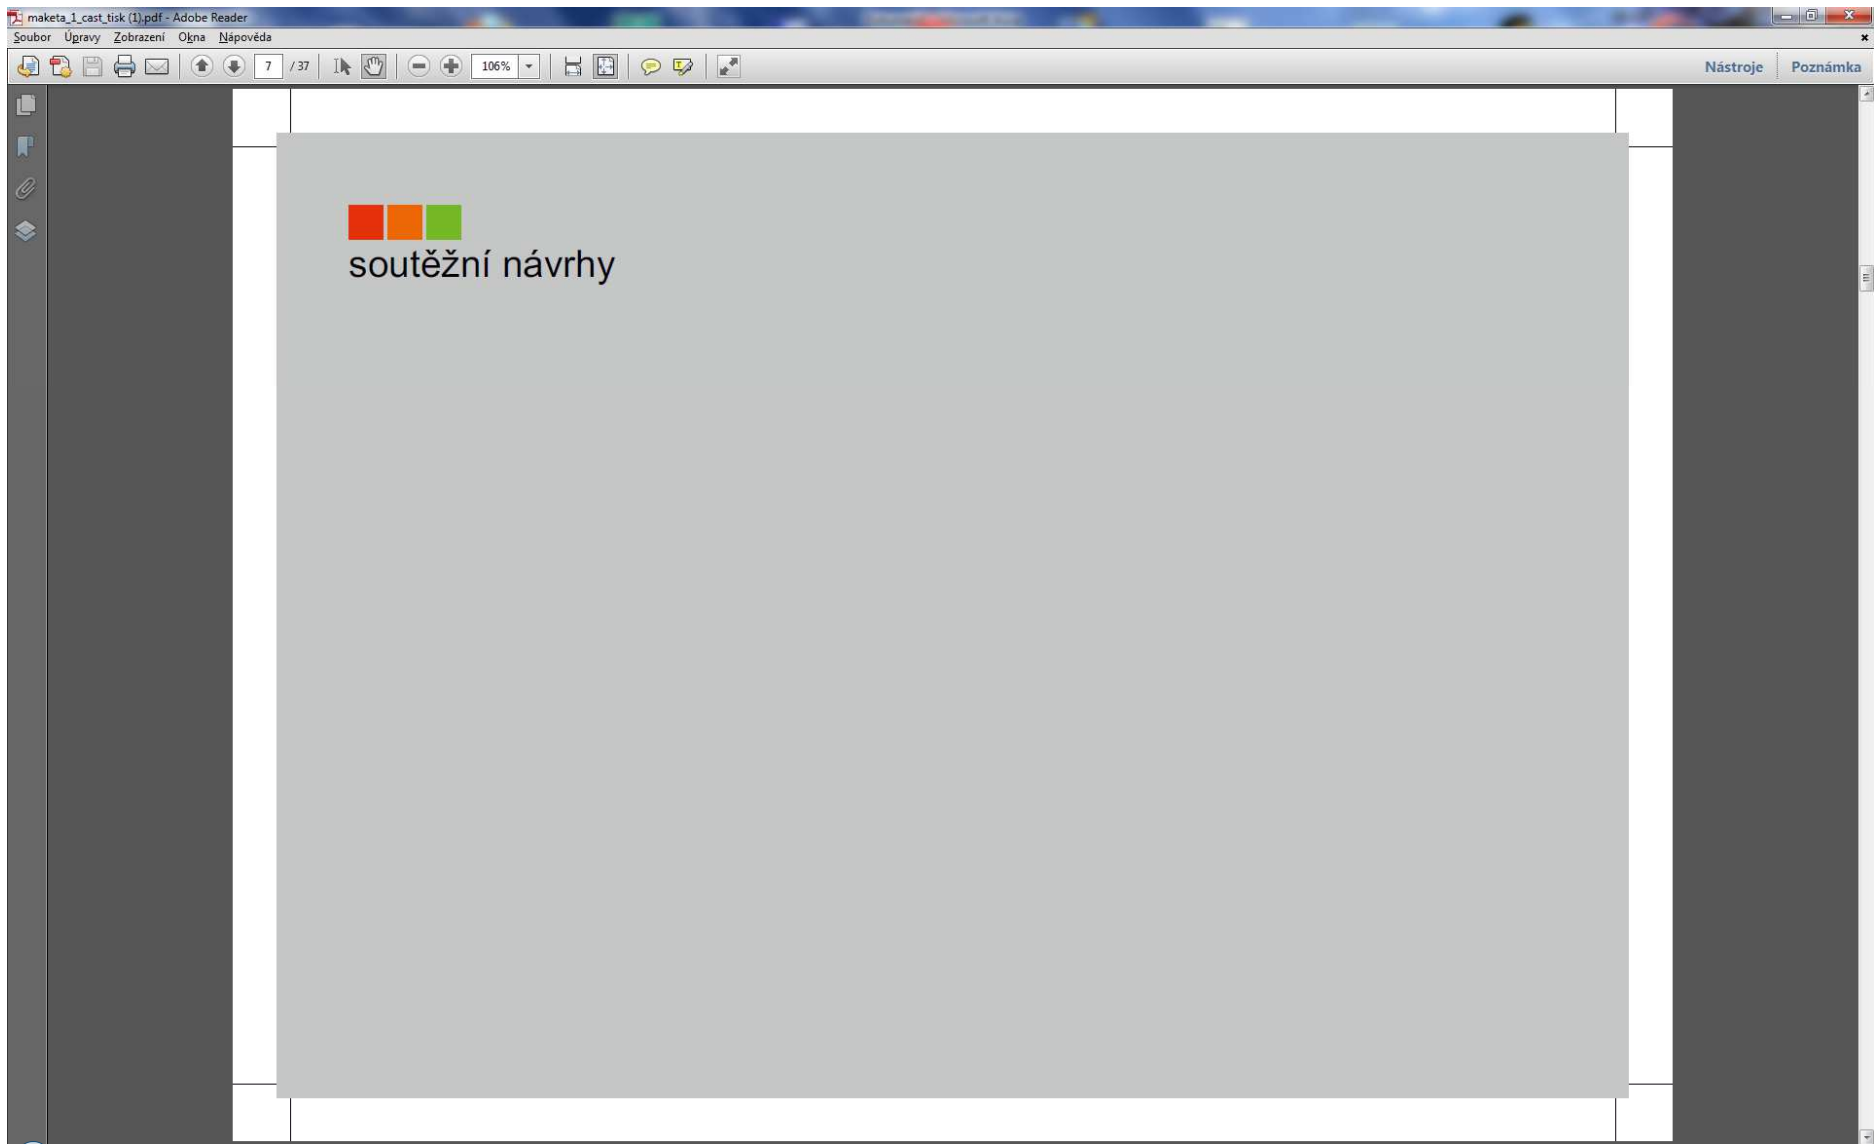 maketa_1_cast_tisk (1).pdf - Adobe Reader
Soubor Úpravy Zobrazení Okna Nápověda
7 / 37 106% Nástroje Poznámka
soutěžní návrhy